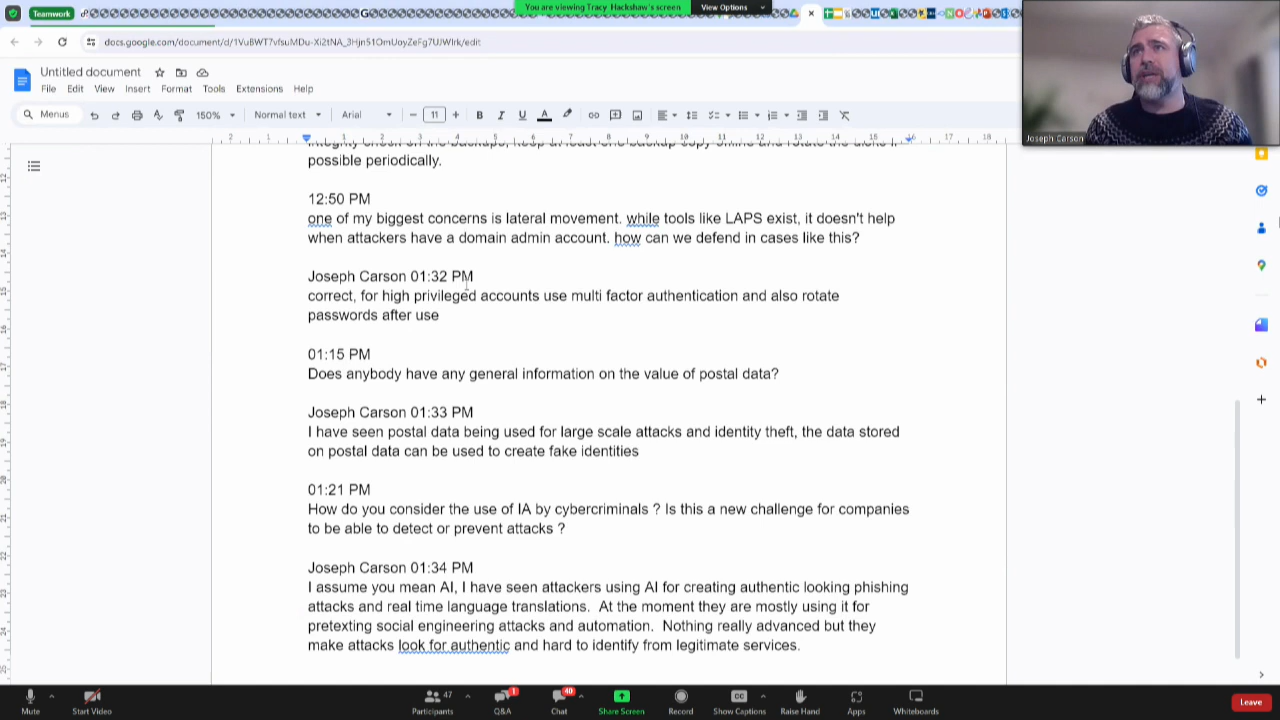 You are viewing Tracy Hackshaw's screen
View Options
Teamwork
docs.google.com/document/d/1VuBWT7vfsuMDu-Xi2tNA_3Hjn51OmUoyZeFg7UJWlrk/edit
Untitled document
File Edit View Insert Format Tools Extensions Help
Menus 150% Normal text Arial 11
Joseph Carson
possible periodically.
12:50 PM
one of my biggest concerns is lateral movement. while tools like LAPS exist, it doesn't help
when attackers have a domain admin account. how can we defend in cases like this?
Joseph Carson 01:32 PM
correct, for high privileged accounts use multi factor authentication and also rotate
passwords after use
01:15 PM
Does anybody have any general information on the value of postal data?
Joseph Carson 01:33 PM
I have seen postal data being used for large scale attacks and identity theft, the data stored
on postal data can be used to create fake identities
01:21 PM
How do you consider the use of IA by cybercriminals ? Is this a new challenge for companies
to be able to detect or prevent attacks ?
Joseph Carson 01:34 PM
I assume you mean AI, I have seen attackers using AI for creating authentic looking phishing
attacks and real time language translations. At the moment they are mostly using it for
pretexting social engineering attacks and automation. Nothing really advanced but they
make attacks look for authentic and hard to identify from legitimate services.
Mute Start Video Participants 47 Q&A 1 Chat 40 Share Screen Record Show Captions Raise Hand Apps Whiteboards Leave